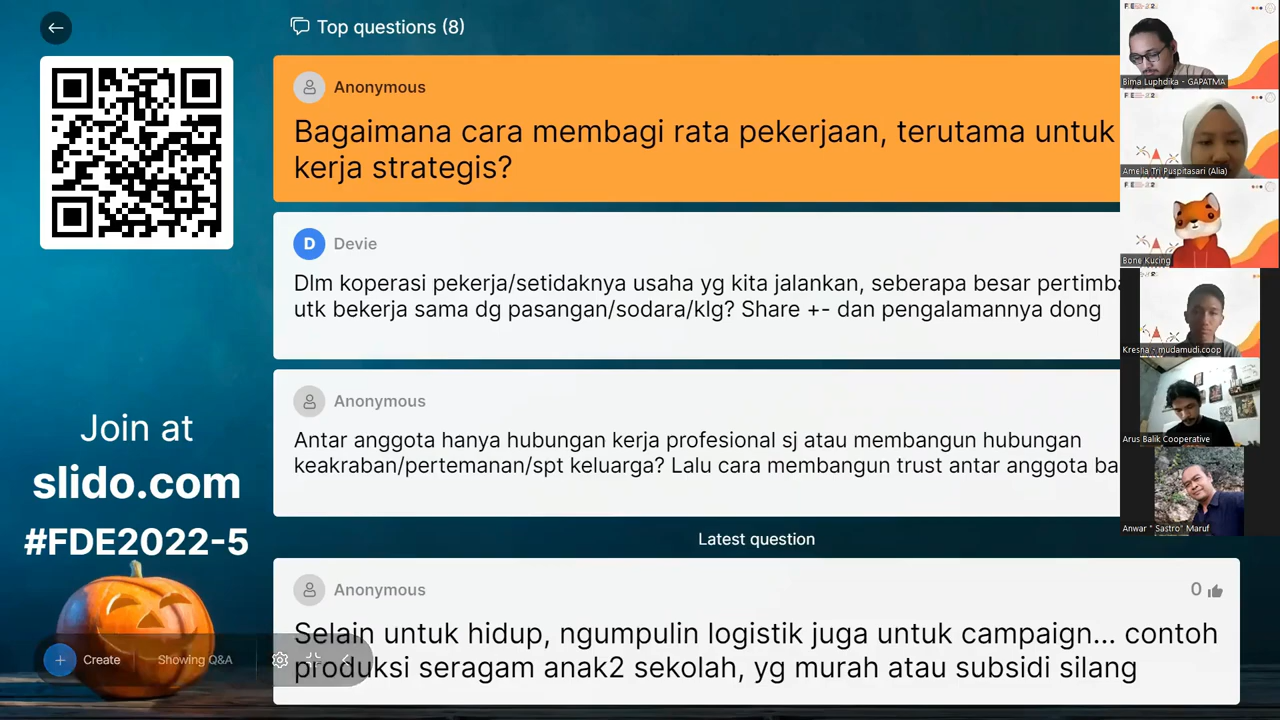 Top questions (8)
Anonymous
Bagaimana cara membagi rata pekerjaan, terutama untuk
kerja strategis?
D
Devie
Dlm koperasi pekerja/setidaknya usaha yg kita jalankan, seberapa besar
utk bekerja sama dg pasangan/sodara/klg? Share +- dan pengalamannya dong
Anonymous
Antar anggota hanya hubungan kerja profesional sj atau membangun hubungan
keakraban/pertemanan/spt keluarga? Lalu cara membangun trust antar anggota
Latest question
Anonymous
0
Selain untuk hidup, ngumpulin logistik juga untuk campaign... contoh
produksi seragam anak2 sekolah, yg murah atau subsidi silang
Join at
slido.com
#FDE2022-5
Create
Showing Q&A
Bima Luphdika - GAPATMA
Amelia Tri Puspitasari (Alia)
Bone Kucing
Kresna - mudamudi.coop
Arus Balik Cooperative
Anwar " Sastro" Maruf